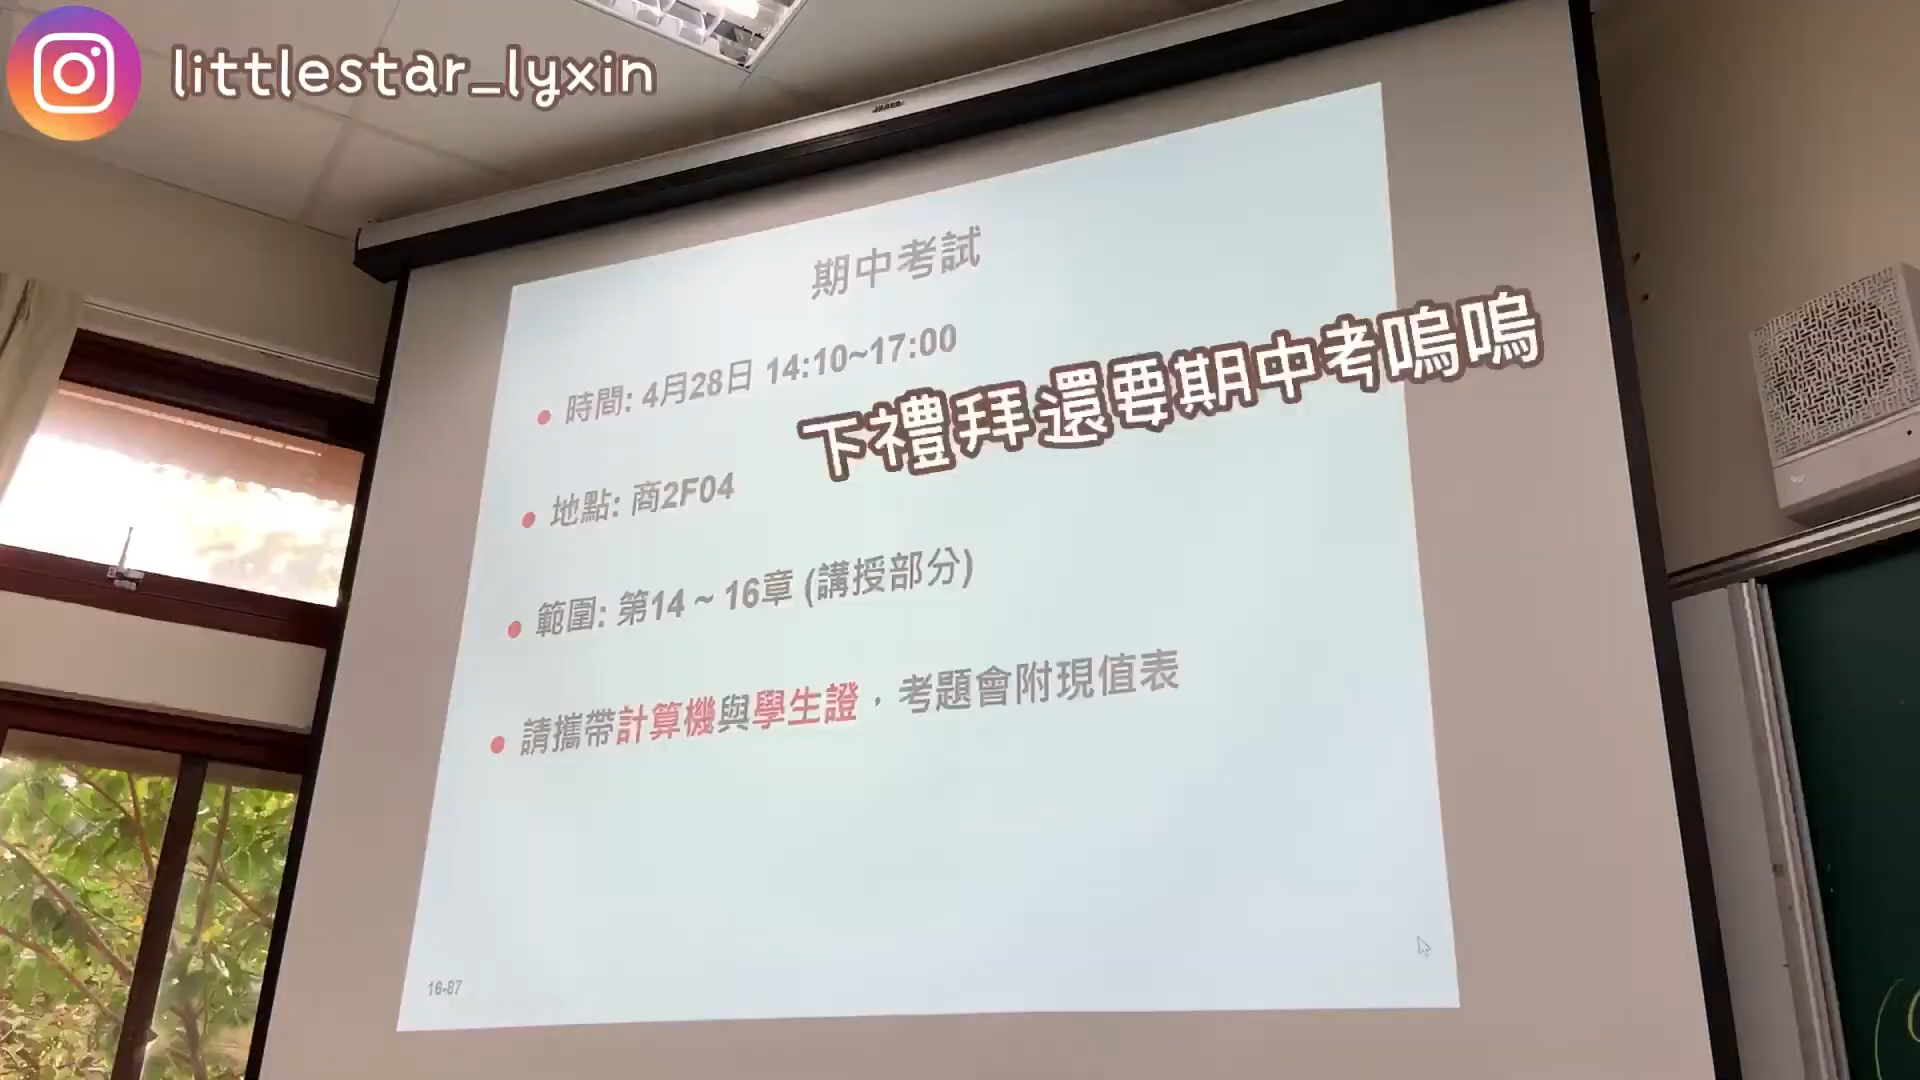 littlestar_lyxin
期中考試
時間: 4月28日 14:10~17:00
下禮拜還要期中考嗚嗚
地點: 商2F04
範圍: 第14 ~ 16章 (講授部分)
請攜帶計算機與學生證，考題會附現值表
16-87